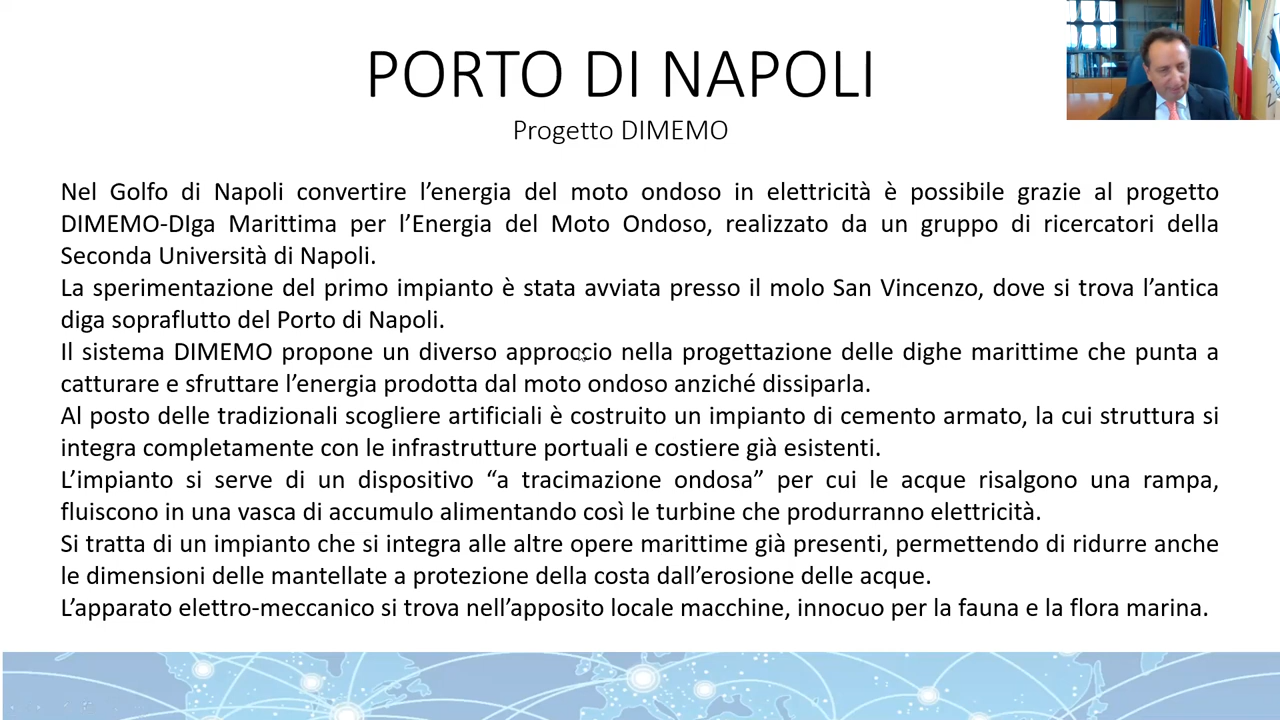 PORTO DI NAPOLI
Progetto DIMEMO
Nel Golfo di Napoli convertire l’energia del moto ondoso in elettricità è possibile grazie al progetto
DIMEMO-DIga Marittima per l’Energia del Moto Ondoso, realizzato da un gruppo di ricercatori della
Seconda Università di Napoli.
La sperimentazione del primo impianto è stata avviata presso il molo San Vincenzo, dove si trova l’antica
diga sopraflutto del Porto di Napoli.
Il sistema DIMEMO propone un diverso approccio nella progettazione delle dighe marittime che punta a
catturare e sfruttare l’energia prodotta dal moto ondoso anziché dissiparla.
Al posto delle tradizionali scogliere artificiali è costruito un impianto di cemento armato, la cui struttura si
integra completamente con le infrastrutture portuali e costiere già esistenti.
L’impianto si serve di un dispositivo “a tracimazione ondosa” per cui le acque risalgono una rampa,
fluiscono in una vasca di accumulo alimentando così le turbine che produrranno elettricità.
Si tratta di un impianto che si integra alle altre opere marittime già presenti, permettendo di ridurre anche
le dimensioni delle mantellate a protezione della costa dall’erosione delle acque.
L’apparato elettro-meccanico si trova nell’apposito locale macchine, innocuo per la fauna e la flora marina.